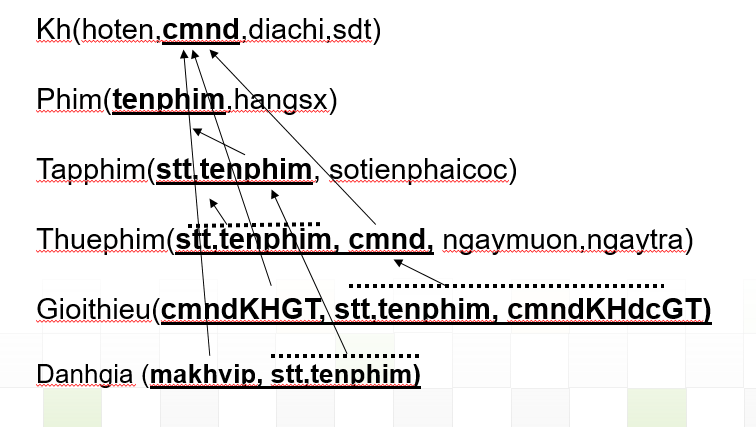 Kh(hoten,cmnd,diachi,sdt)
Phim(tenphim,hangsx)
Tapphim(stt,tenphim, sotienphaicoc)
Thuephim(stt,tenphim, cmnd, ngaymuon,ngaytra)
Gioithieu(cmndKHGT, stt,tenphim, cmndKHdcGT)
Danhgia (makhvip, stt,tenphim)